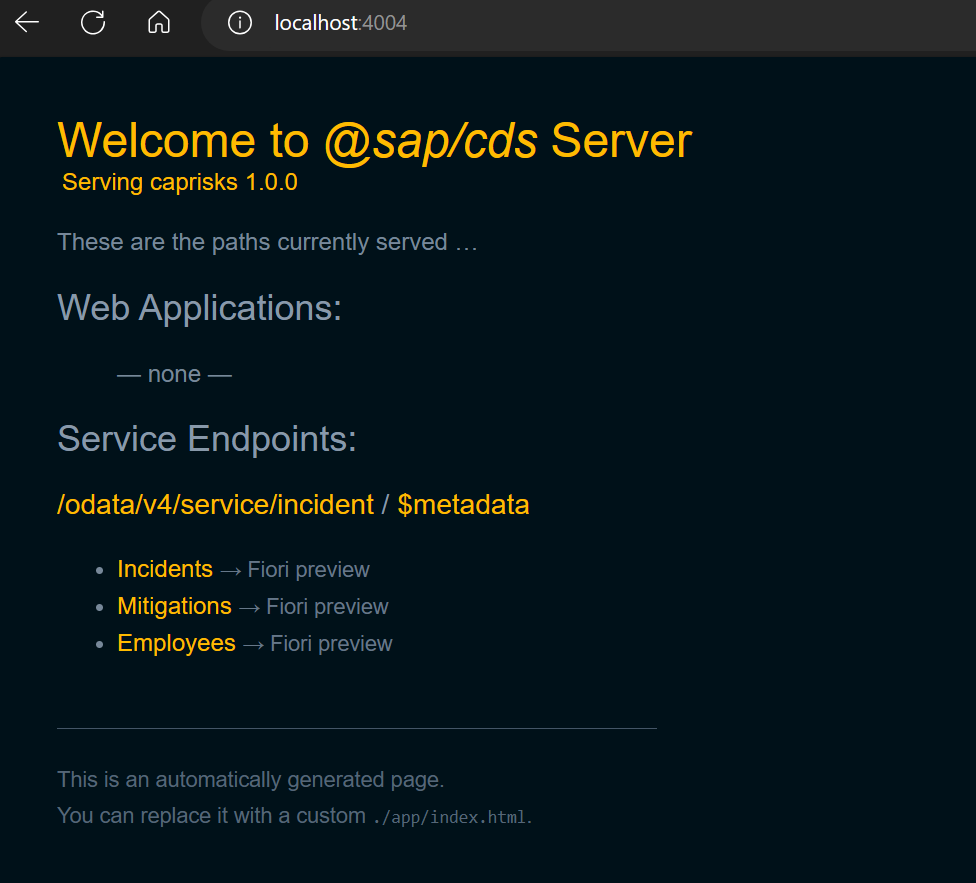 localhost:4004
Welcome to @sap/cds Server
Serving caprisks 1.0.0
These are the paths currently served …
Web Applications:
— none —
Service Endpoints:
/odata/v4/service/incident / $metadata
Incidents → Fiori preview
Mitigations → Fiori preview
Employees → Fiori preview
This is an automatically generated page.
You can replace it with a custom ./app/index.html.